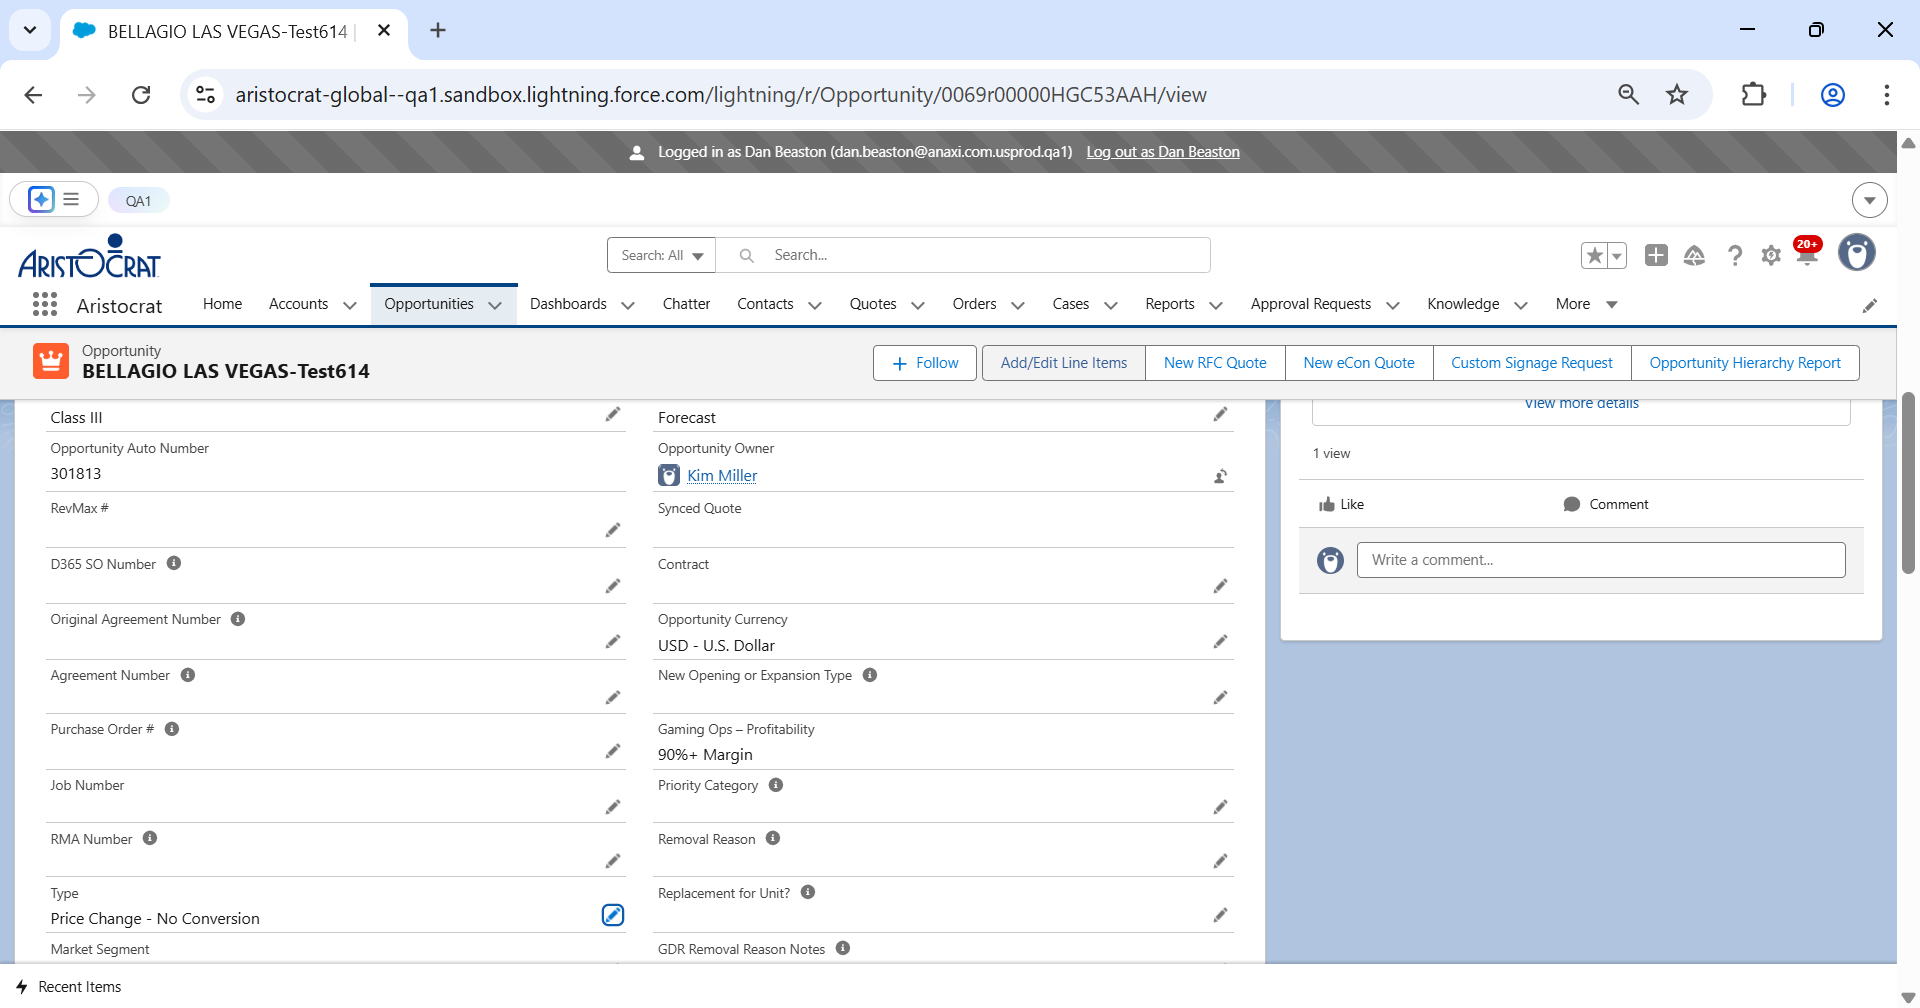 BELLAGIO LAS VEGAS-Test614
aristocrat-global--qa1.sandbox.lightning.force.com/lightning/r/Opportunity/0069r00000HGC53AAH/view
Logged in as Dan Beaston (dan.beaston@anaxi.com.usprod.qa1) Log out as Dan Beaston
QA1
ARISTOCRAT
Search: All
Search...
20+
Aristocrat Home Accounts Opportunities Dashboards Chatter Contacts Quotes Orders Cases Reports Approval Requests Knowledge More
Opportunity
BELLAGIO LAS VEGAS-Test614
Follow Add/Edit Line Items New RFC Quote New eCon Quote Custom Signage Request Opportunity Hierarchy Report
Class III
Opportunity Auto Number
301813
RevMax #
D365 SO Number
Original Agreement Number
Agreement Number
Purchase Order #
Job Number
RMA Number
Type
Price Change - No Conversion
Market Segment
Forecast
Opportunity Owner
Kim Miller
Synced Quote
Contract
Opportunity Currency
USD - U.S. Dollar
New Opening or Expansion Type
Gaming Ops – Profitability
90%+ Margin
Priority Category
Removal Reason
Replacement for Unit?
GDR Removal Reason Notes
View more details
1 view
Like Comment
Write a comment...
Recent Items